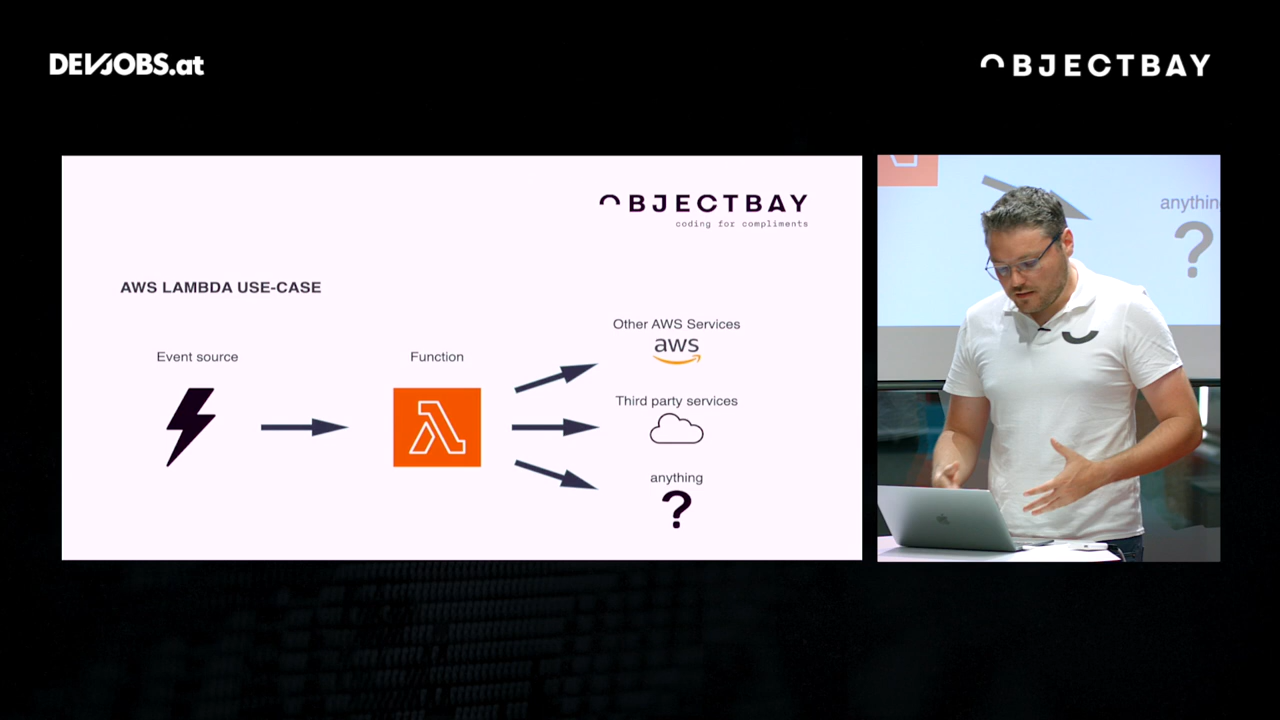 DEVJOBS.at
OBJECTBAY
OBJECTBAY
coding for compliments
AWS LAMBDA USE-CASE
Event source
Function
Other AWS Services
aws
Third party services
anything
?
anythin
?